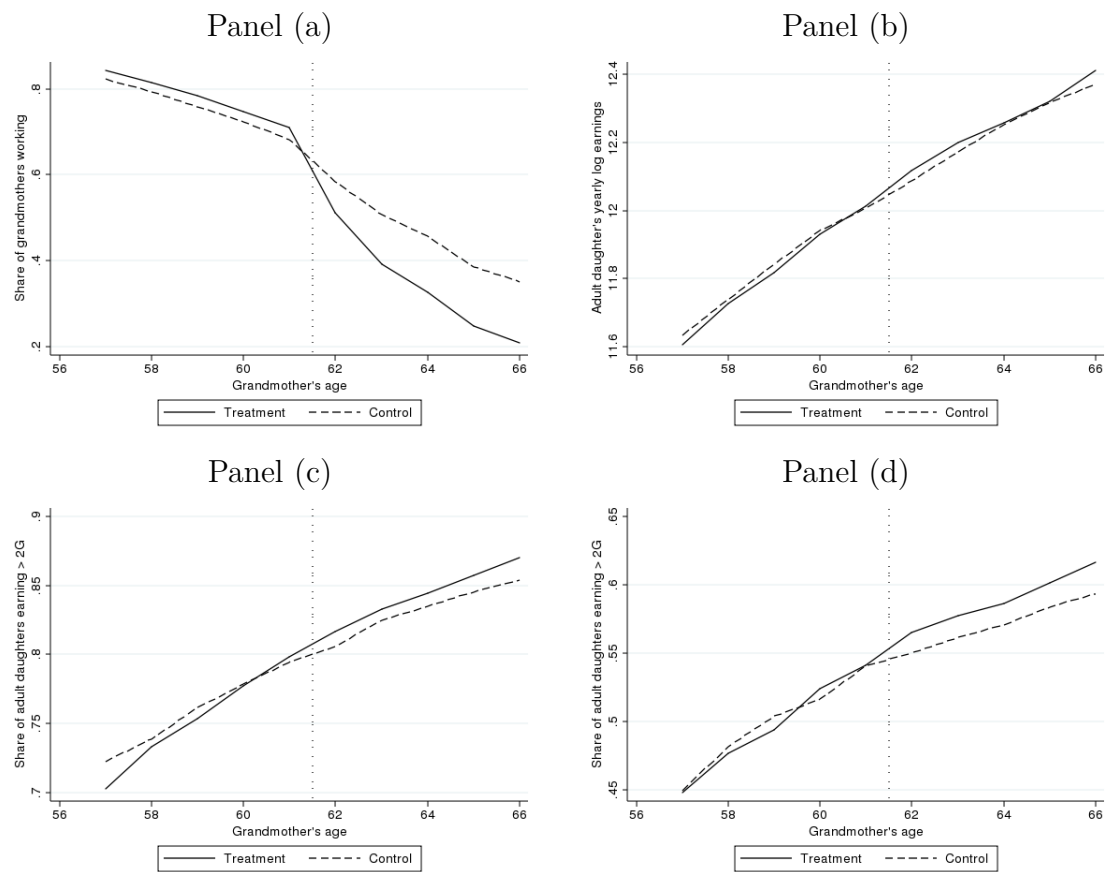 Panel (a)
Share of grandmothers working
.8
.6
.4
.2
56 58 60 62 64 66
Grandmother's age
Treatment Control
Panel (b)
Adult daughter's yearly log earnings
12.4
12.2
12
11.8
11.6
56 58 60 62 64 66
Grandmother's age
Treatment Control
Panel (c)
Share of adult daughters earning > 2G
.9
.85
.8
.75
.7
56 58 60 62 64 66
Grandmother's age
Treatment Control
Panel (d)
Share of adult daughters earning > 2G
.65
.6
.55
.5
.45
56 58 60 62 64 66
Grandmother's age
Treatment Control